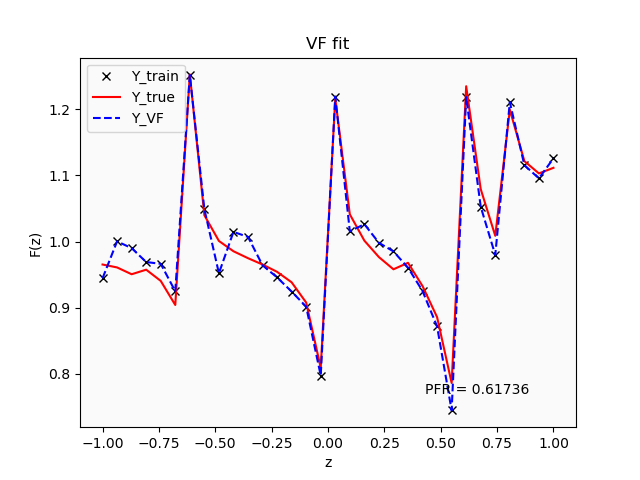 VF fit
Y_train
Y_true
Y_VF
F(z)
1.2
1.1
1.0
0.9
0.8
PFR = 0.61736
−1.00 −0.75 −0.50 −0.25 0.00 0.25 0.50 0.75 1.00
z